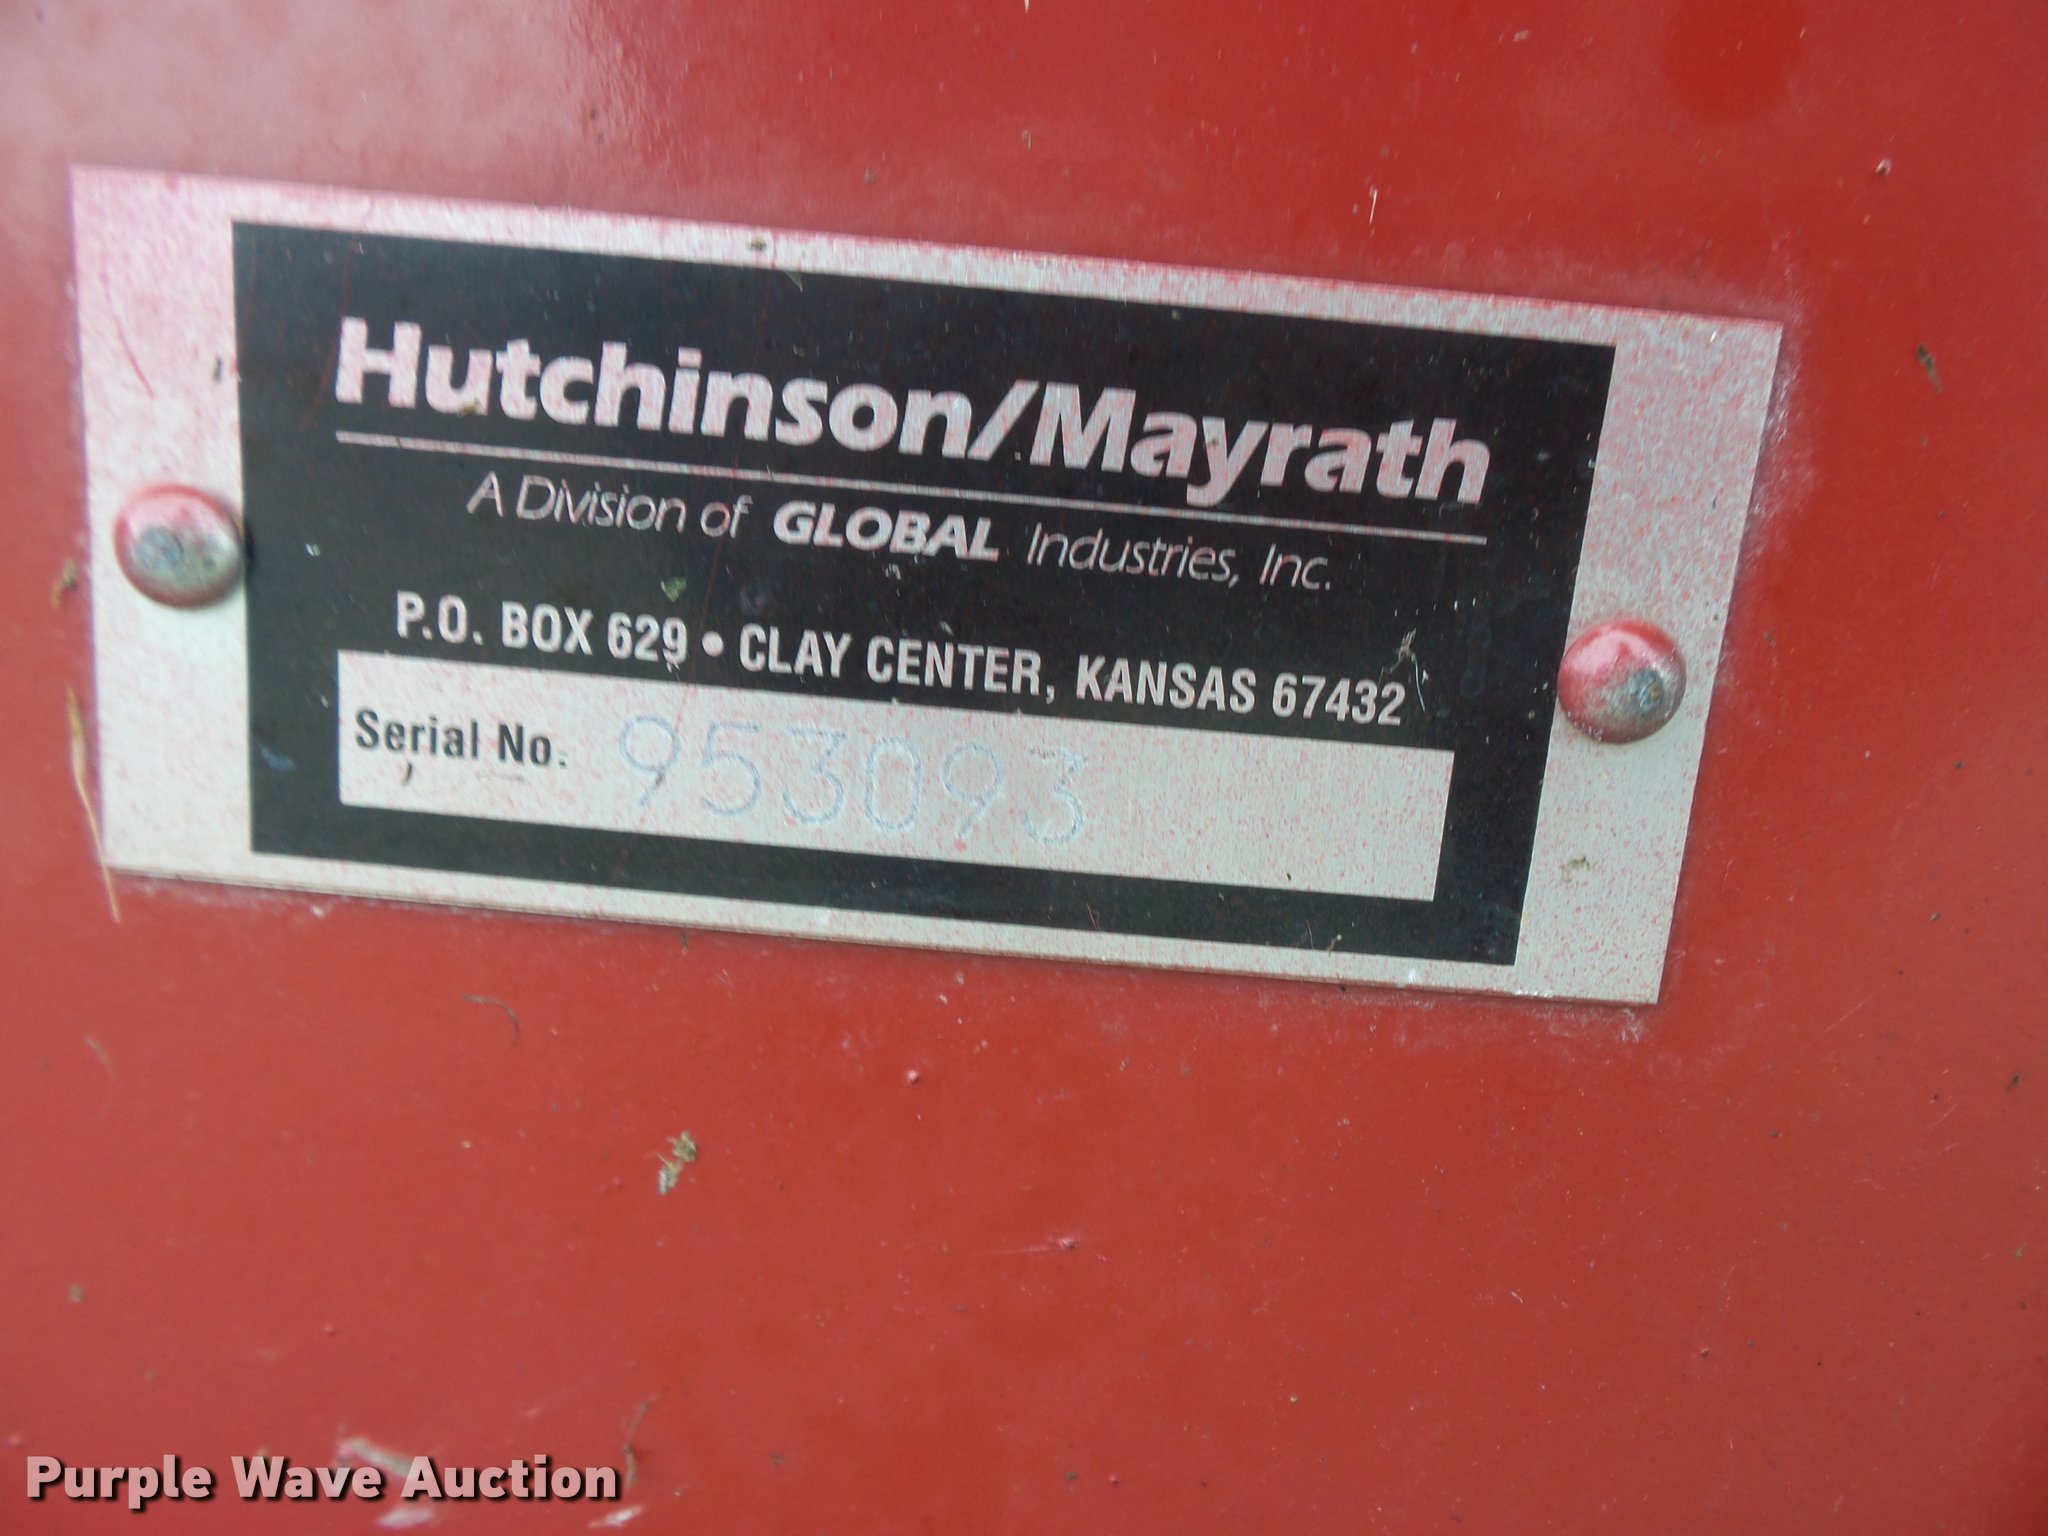 Hutchinson/Mayrath
A Division of GLOBAL Industries, Inc.
P.O. BOX 629 • CLAY CENTER, KANSAS 67432
Serial No. 953093
Purple Wave Auction